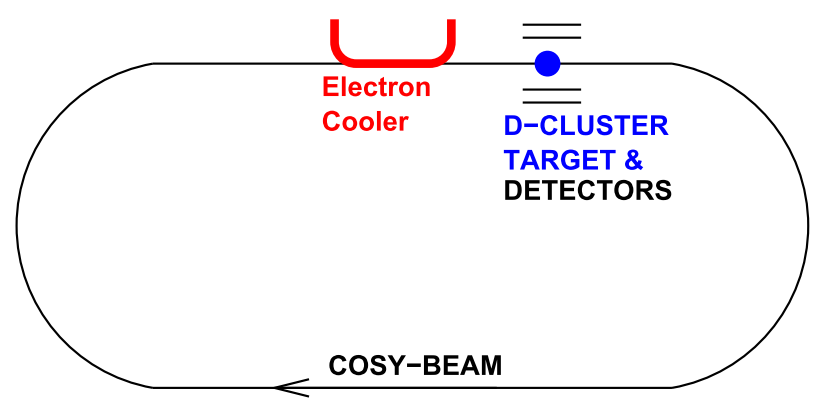 Electron
Cooler
D−CLUSTER
TARGET &
DETECTORS
COSY−BEAM